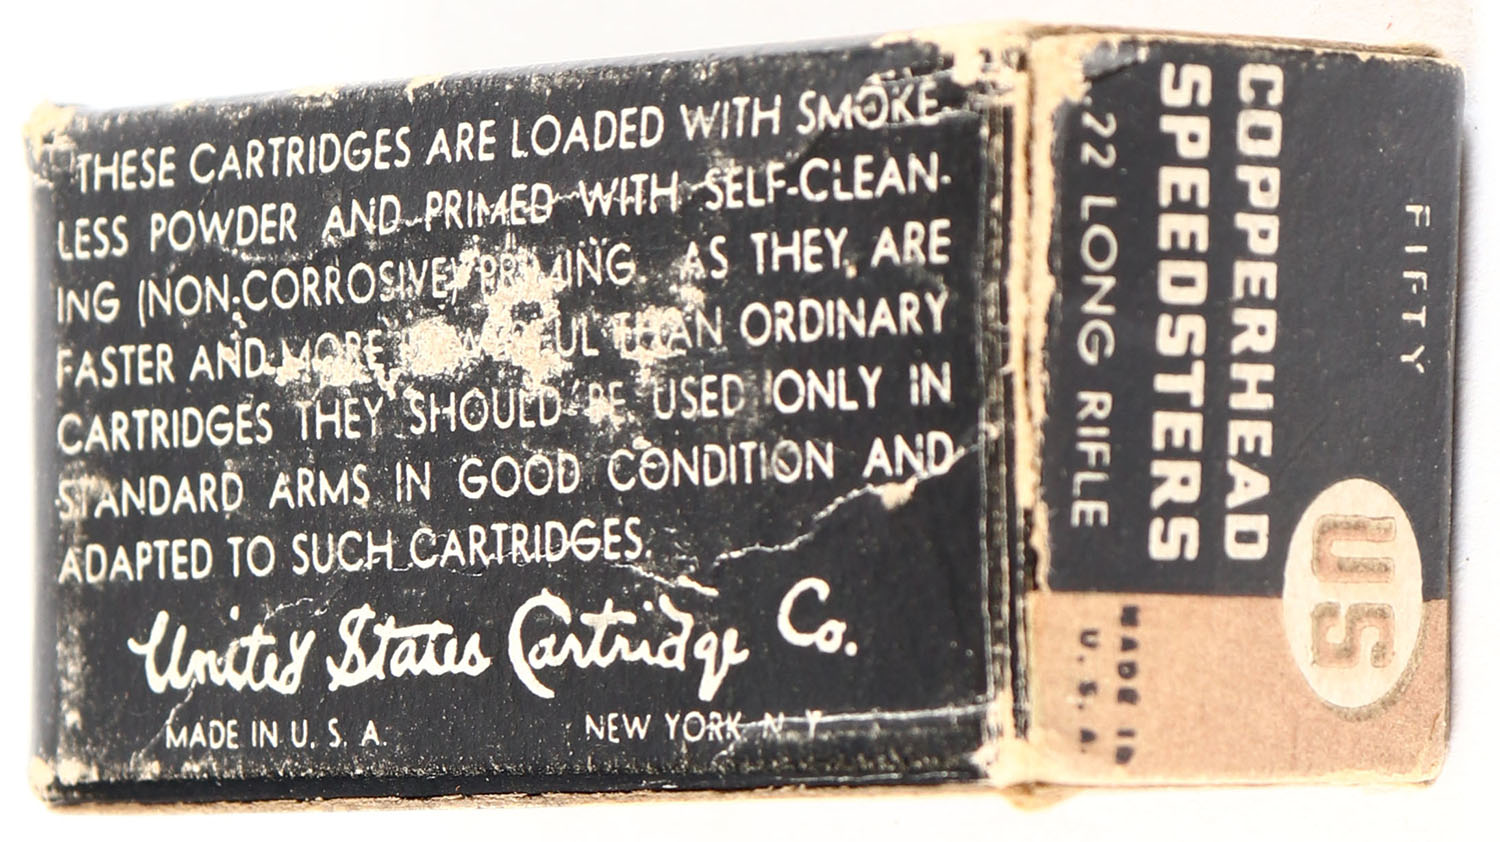 THESE CARTRIDGES ARE LOADED WITH SMOKE-
LESS POWDER AND PRIMED WITH SELF-CLEAN-
ING (NON-CORROSIVE) PRIMING AS THEY ARE
FASTER AND MORE POWERFUL THAN ORDINARY
CARTRIDGES THEY SHOULD BE USED ONLY IN
STANDARD ARMS IN GOOD CONDITION AND
ADAPTED TO SUCH CARTRIDGES.
United States Cartridge Co.
MADE IN U. S. A. NEW YORK N Y
FIFTY
US
COPPERHEAD
SPEEDSTERS
.22 LONG RIFLE
MADE IN
U. S. A.